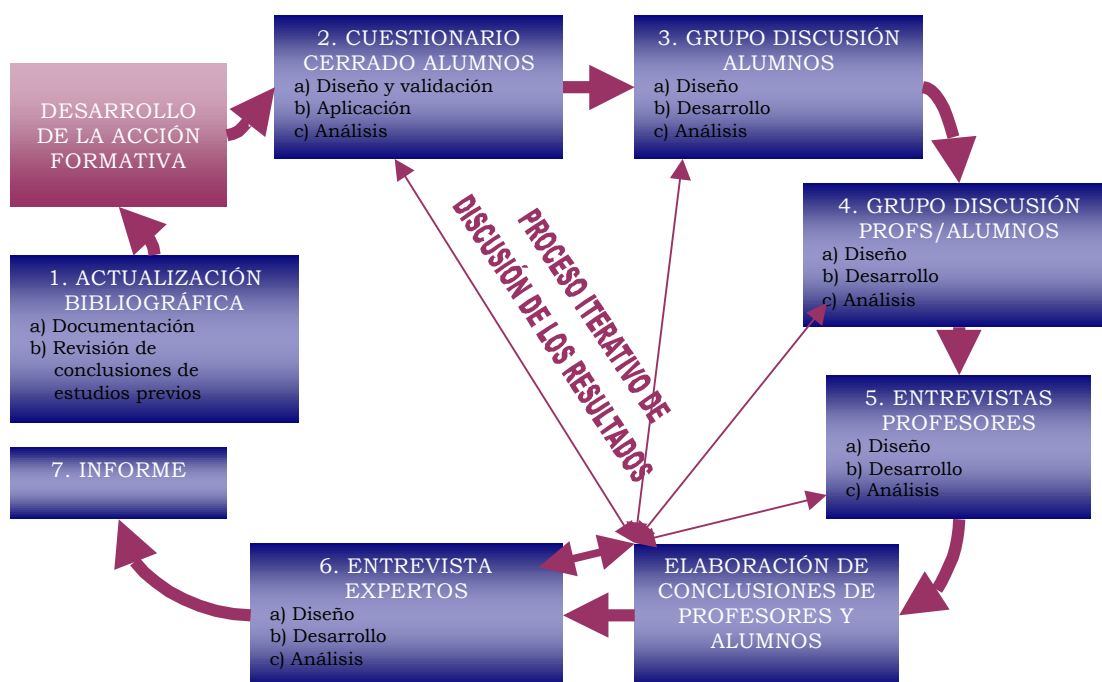 DESARROLLO
DE LA ACCIÓN
FORMATIVA
1. ACTUALIZACIÓN
BIBLIOGRÁFICA
a) Documentación
b) Revisión de
conclusiones de
estudios previos
2. CUESTIONARIO
CERRADO ALUMNOS
a) Diseño y validación
b) Aplicación
c) Análisis
3. GRUPO DISCUSIÓN
ALUMNOS
a) Diseño
b) Desarrollo
c) Análisis
4. GRUPO DISCUSIÓN
PROFS/ALUMNOS
a) Diseño
b) Desarrollo
c) Análisis
5. ENTREVISTAS
PROFESORES
a) Diseño
b) Desarrollo
c) Análisis
PROCESO ITERATIVO DE
DISCUSIÓN DE LOS RESULTADOS
ELABORACIÓN DE
CONCLUSIONES DE
PROFESORES Y
ALUMNOS
6. ENTREVISTA
EXPERTOS
a) Diseño
b) Desarrollo
c) Análisis
7. INFORME